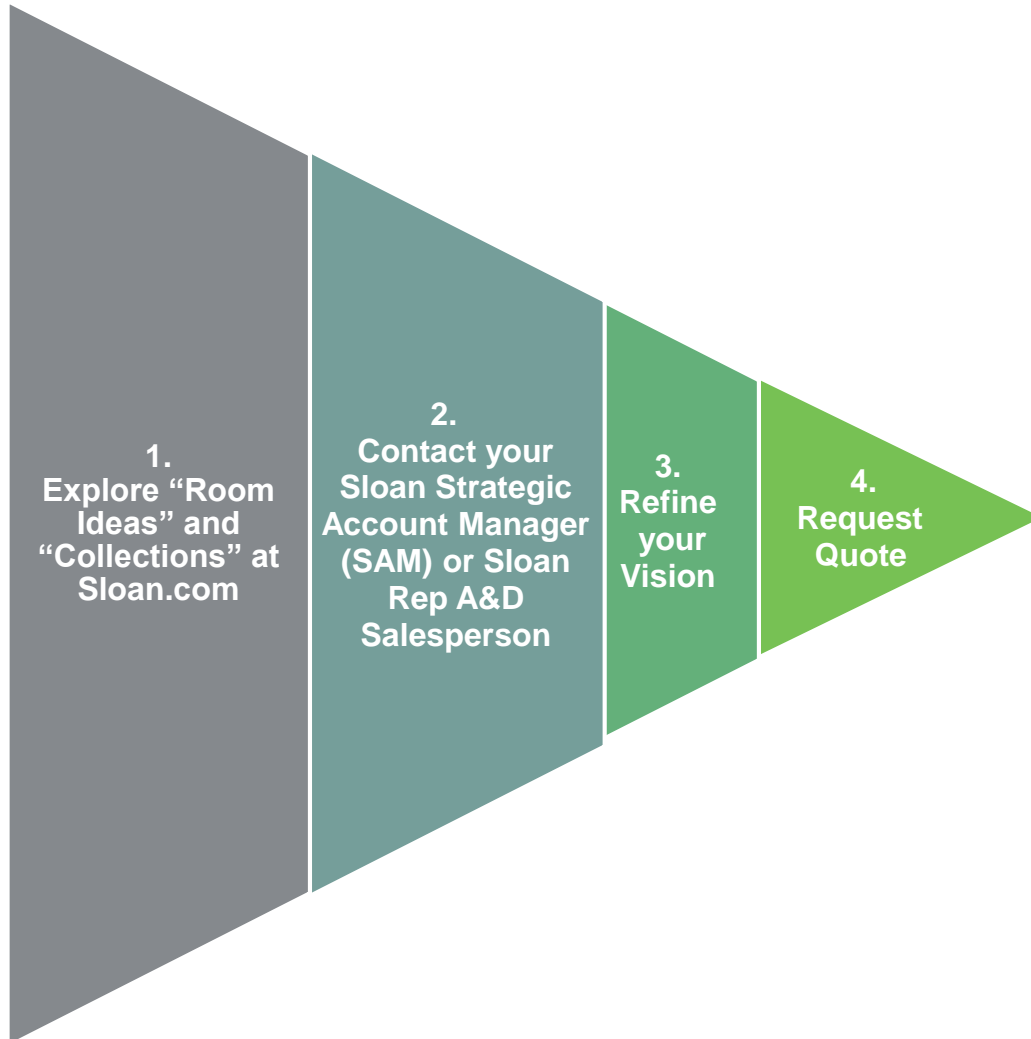 1.
Explore “Room
Ideas” and
“Collections” at
Sloan.com
2.
Contact your
Sloan Strategic
Account Manager
(SAM) or Sloan
Rep A&D
Salesperson
3.
Refine
your
Vision
4.
Request
Quote